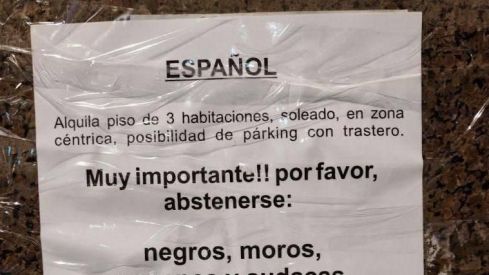 ESPAÑOL
Alquila piso de 3 habitaciones, soleado, en zona
céntrica, posibilidad de párking con trastero.
Muy importante!! por favor,
abstenerse:
negros, moros,
y sudacas